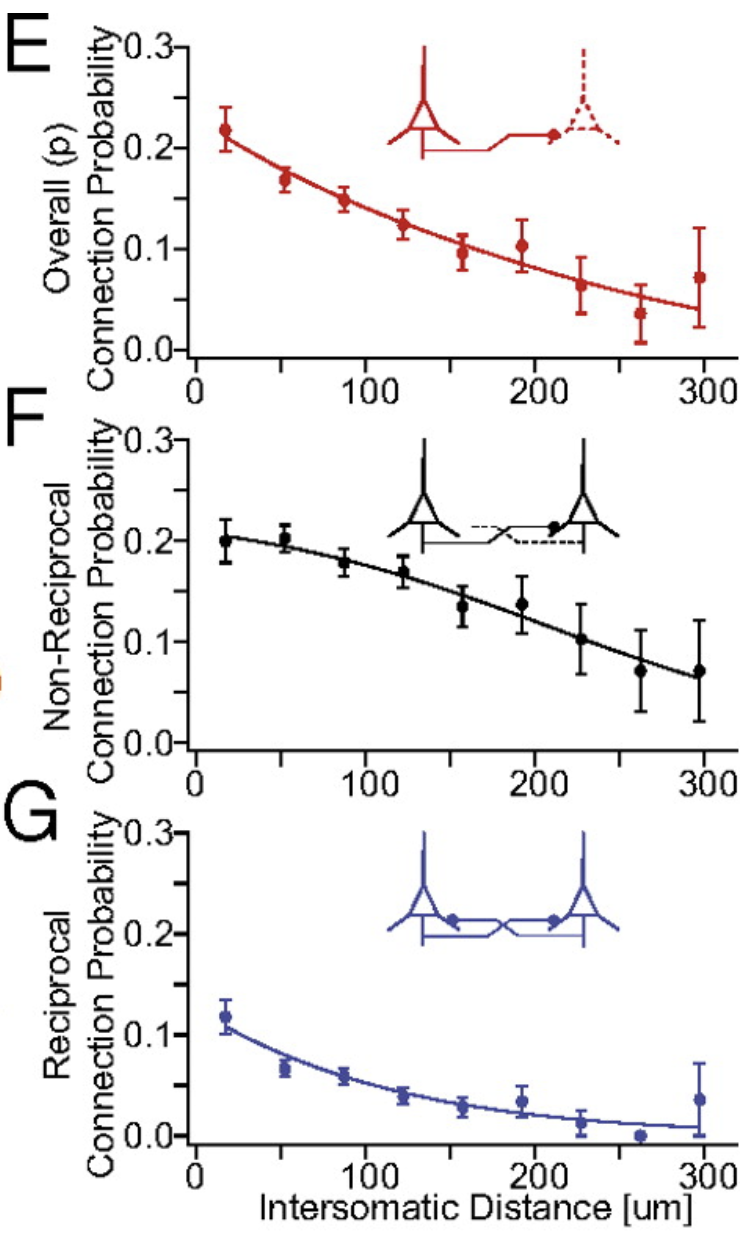 E
Overall (p)
Connection Probability
0.3
0.2
0.1
0.0
0 100 200 300
F
Non-Reciprocal
Connection Probability
0.3
0.2
0.1
0.0
0 100 200 300
G
Reciprocal
Connection Probability
0.3
0.2
0.1
0.0
0 100 200 300
Intersomatic Distance [um]